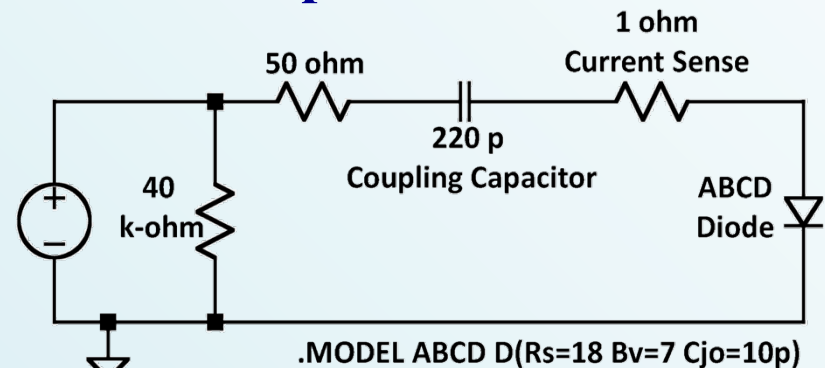 1 ohm
50 ohm
Current Sense
220 p
Coupling Capacitor
40
k-ohm
ABCD
Diode
.MODEL ABCD D(Rs=18 Bv=7 Cjo=10p)